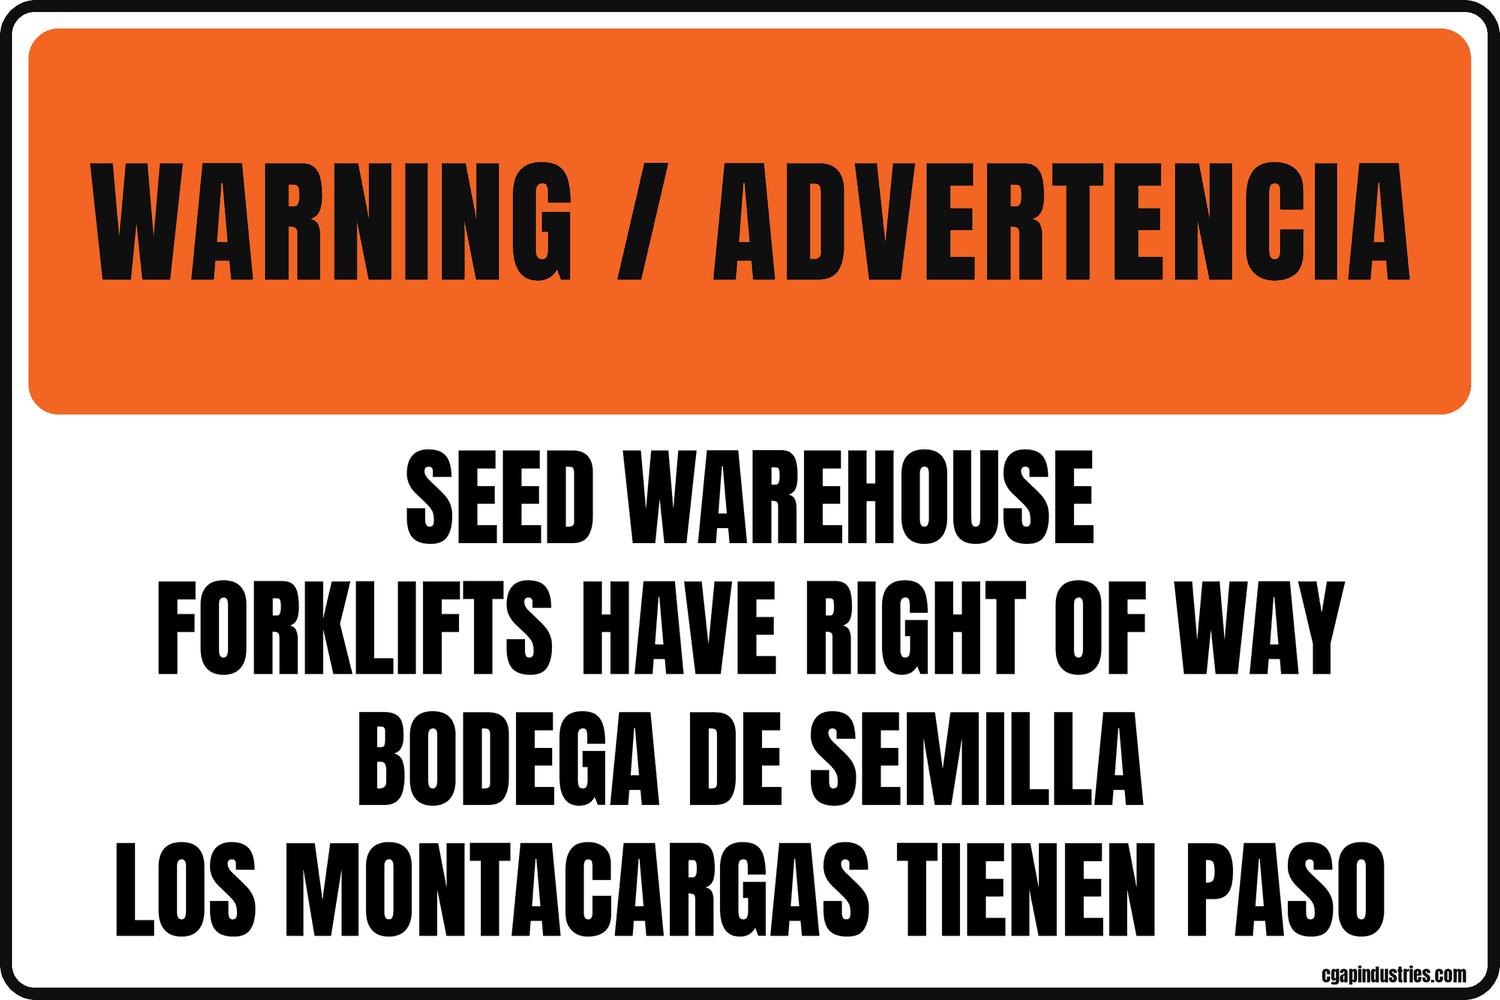 WARNING / ADVERTENCIA
SEED WAREHOUSE
FORKLIFTS HAVE RIGHT OF WAY
BODEGA DE SEMILLA
LOS MONTACARGAS TIENEN PASO
cgapindustries.com